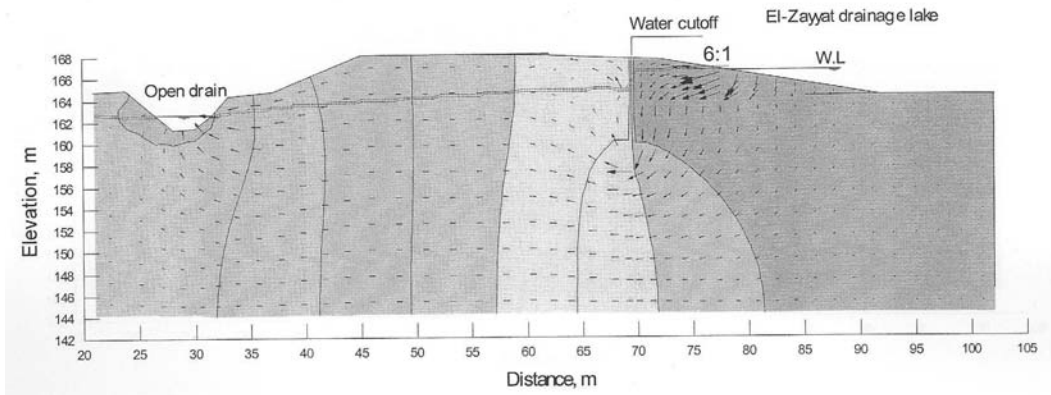 Water cutoff
El-Zayyat drainage lake
6:1
W.L
Open drain
Elevation, m
168
166
164
162
160
158
156
154
152
150
148
146
144
142
20 25 30 35 40 45 50 55 60 65 70 75 80 85 90 95 100 105
Distance, m